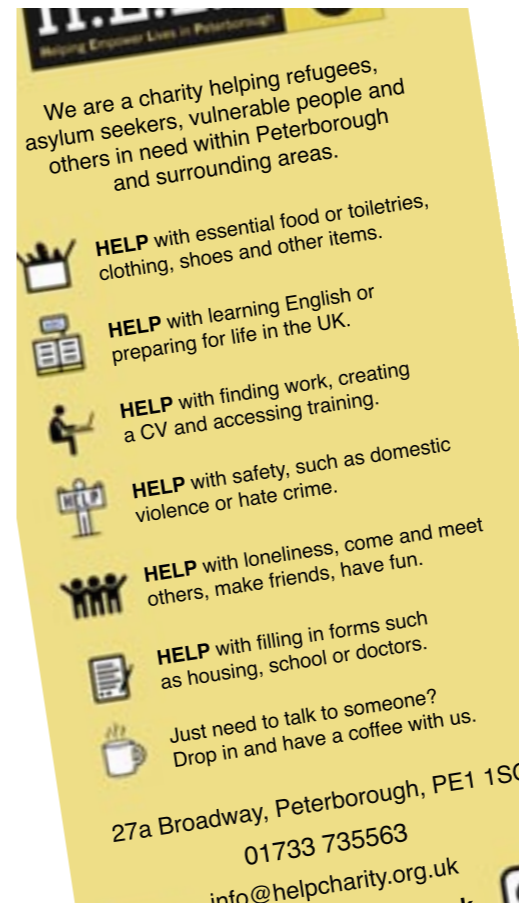 Helping Empower Lives in Peterborough
We are a charity helping refugees,
asylum seekers, vulnerable people and
others in need within Peterborough
and surrounding areas.
HELP with essential food or toiletries,
clothing, shoes and other items.
HELP with learning English or
preparing for life in the UK.
HELP with finding work, creating
a CV and accessing training.
HELP
HELP with safety, such as domestic
violence or hate crime.
HELP with loneliness, come and meet
others, make friends, have fun.
HELP with filling in forms such
as housing, school or doctors.
Just need to talk to someone?
Drop in and have a coffee with us.
27a Broadway, Peterborough, PE1
01733 735563
info@helpcharity.org.uk